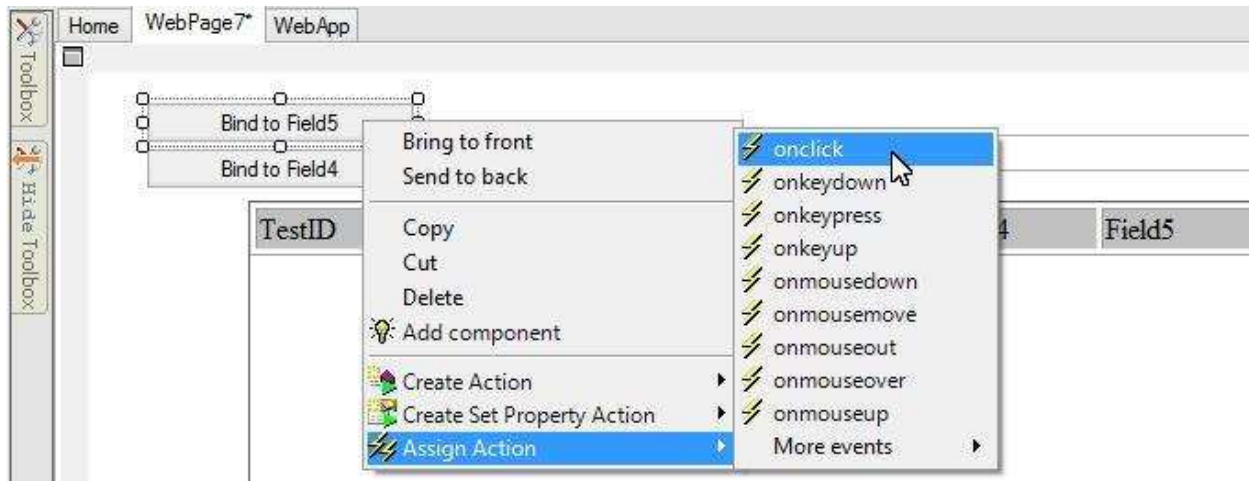 Home WebPage7* WebApp
Toolbox
Hide Toolbox
Bind to Field5
Bind to Field4
TestID
4
Field5
Bring to front
Send to back
Copy
Cut
Delete
Add component
Create Action
Create Set Property Action
Assign Action
onclick
onkeydown
onkeypress
onkeyup
onmousedown
onmousemove
onmouseout
onmouseover
onmouseup
More events